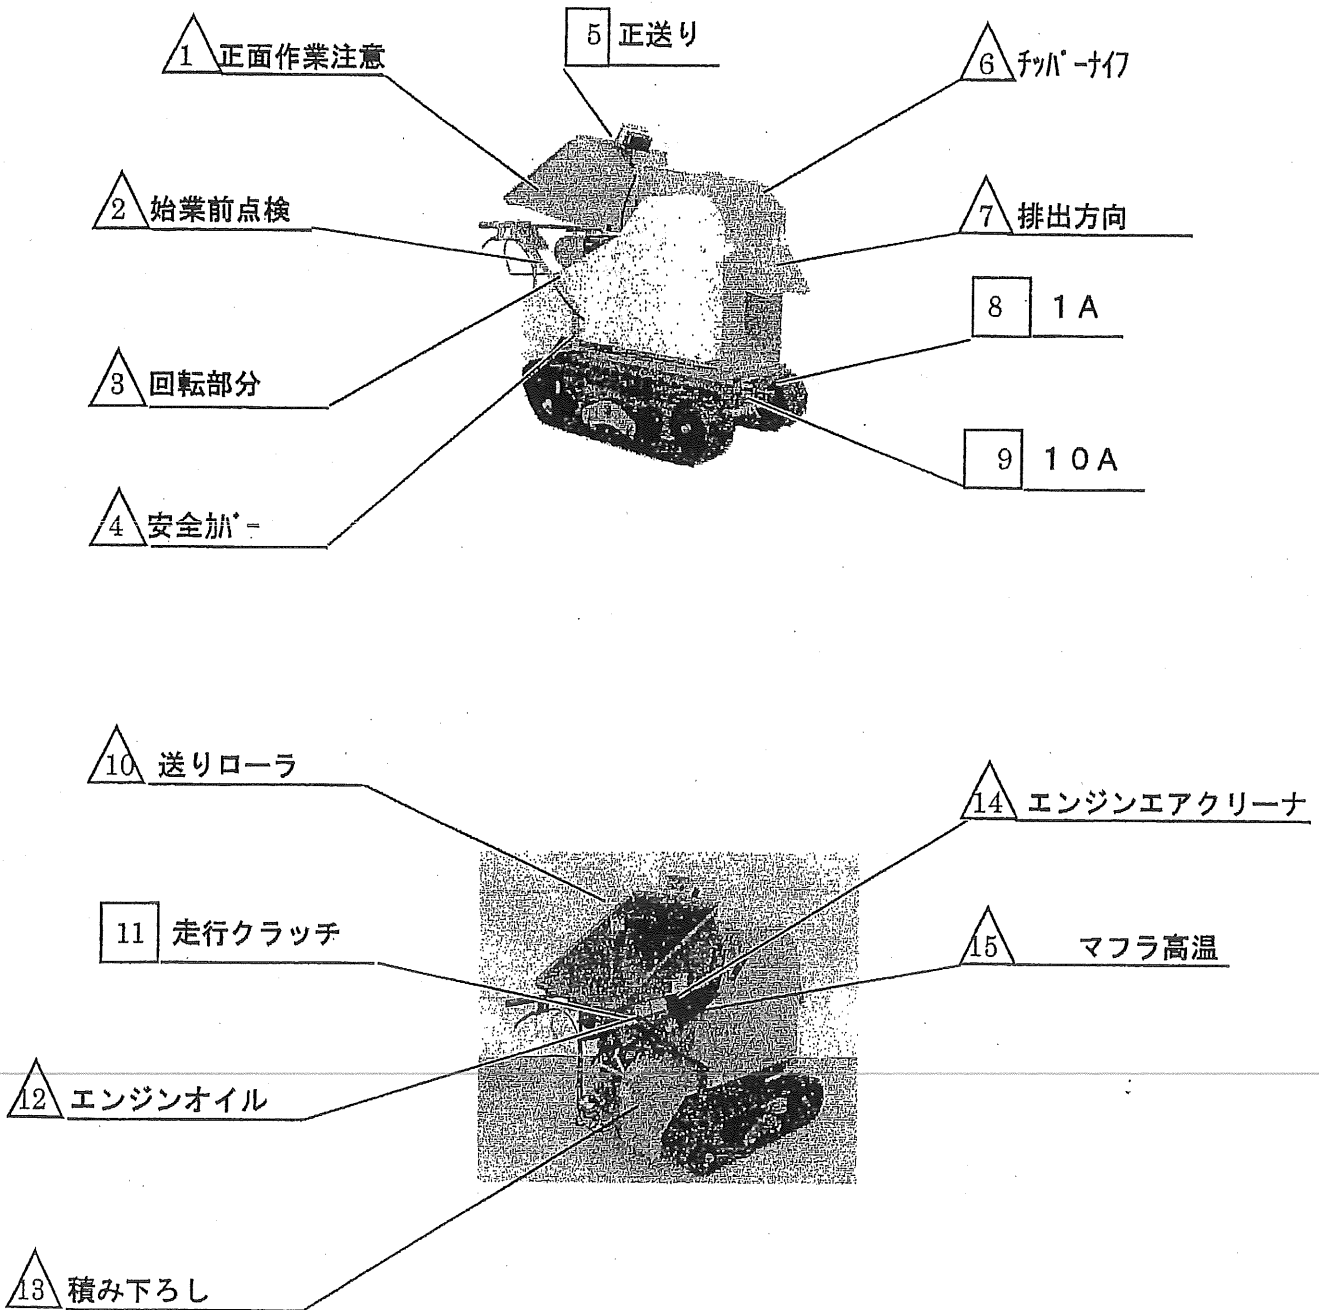 1 正面作業注意
5 正送り
6 ﾁｯﾊﾟｰﾅｲﾌ
2 始業前点検
7 排出方向
8 １Ａ
3 回転部分
9 １０Ａ
4 安全ｶﾊﾞｰ
10 送りローラ
14 エンジンエアクリーナ
11 走行クラッチ
15 マフラ高温
12 エンジンオイル
13 積み下ろし